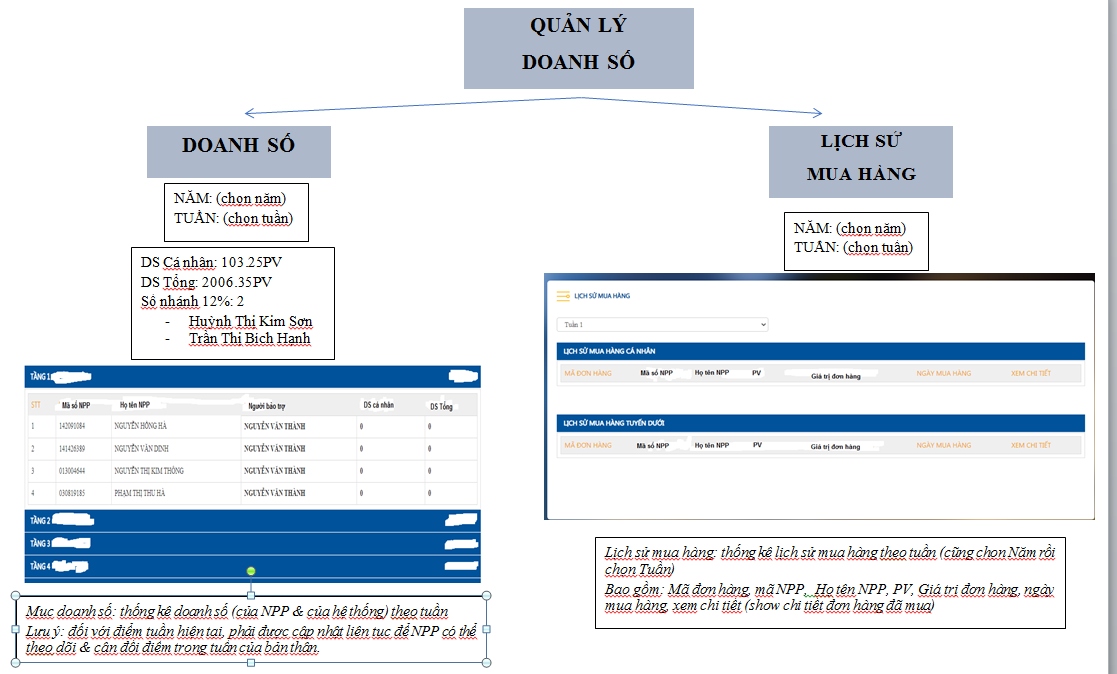 QUẢN LÝ
DOANH SỐ
DOANH SỐ
NĂM: (chọn năm)
TUẦN: (chọn tuần)
DS Cá nhân: 103.25PV
DS Tổng: 2006.35PV
Số nhánh 12%: 2
- Huỳnh Thị Kim Sơn
- Trần Thị Bích Hạnh
TẦNG 1
STT Mã số NPP Họ tên NPP Người bảo trợ DS cá nhân DS Tổng
1 142091084 NGUYỄN HỒNG HÀ NGUYỄN VĂN THÀNH 0 0
2 141426389 NGUYỄN VĂN DINH NGUYỄN VĂN THÀNH 0 0
3 013004644 NGUYỄN THỊ KIM THÔNG NGUYỄN VĂN THÀNH 0 0
4 030819185 PHẠM THỊ THU HÀ NGUYỄN VĂN THÀNH 0 0
TẦNG 2
TẦNG 3
TẦNG 4
Mục doanh số: thống kê doanh số (của NPP & của hệ thống) theo tuần
Lưu ý: đối với điểm tuần hiện tại, phải được cập nhật liên tục để NPP có thể
theo dõi & cân đối điểm trong tuần của bản thân.
LỊCH SỬ
MUA HÀNG
NĂM: (chọn năm)
TUẦN: (chọn tuần)
LỊCH SỬ MUA HÀNG
Tuần 1
LỊCH SỬ MUA HÀNG CÁ NHÂN
MÃ ĐƠN HÀNG Mã số NPP Họ tên NPP PV Giá trị đơn hàng NGÀY MUA HÀNG XEM CHI TIẾT
LỊCH SỬ MUA HÀNG TUYẾN DƯỚI
MÃ ĐƠN HÀNG Mã số NPP Họ tên NPP PV Giá trị đơn hàng NGÀY MUA HÀNG XEM CHI TIẾT
Lịch sử mua hàng: thống kê lịch sử mua hàng theo tuần (cũng chọn Năm rồi
chọn Tuần)
Bao gồm: Mã đơn hàng, mã NPP, Họ tên NPP, PV, Giá trị đơn hàng, ngày
mua hàng, xem chi tiết (show chi tiết đơn hàng đã mua)